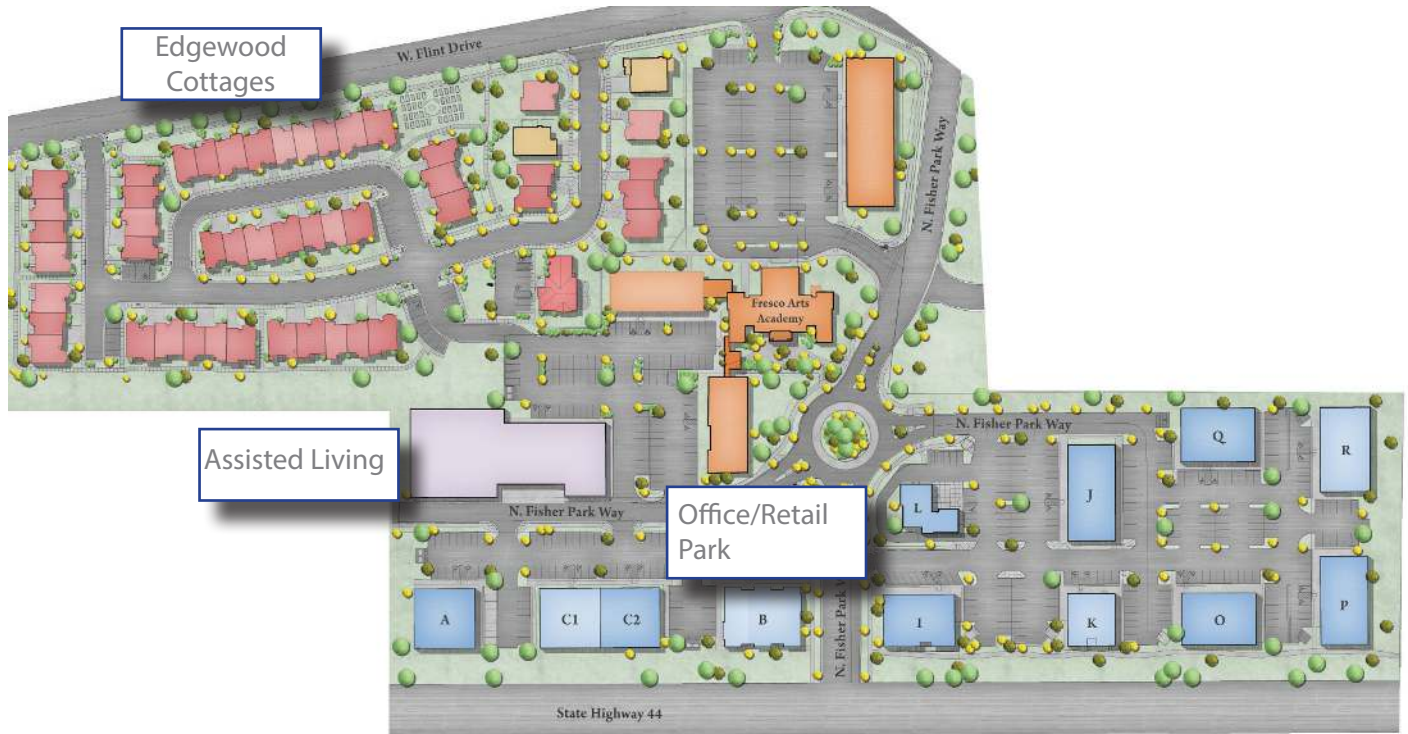 W. Flint Drive
Edgewood
Cottages
N. Fisher Park Way
Fresco Arts
Academy
N. Fisher Park Way
Q
R
Assisted Living
J
L
N. Fisher Park Way
Office/Retail
Park
N. Fisher Park W
A
C1
C2
B
I
K
O
P
State Highway 44